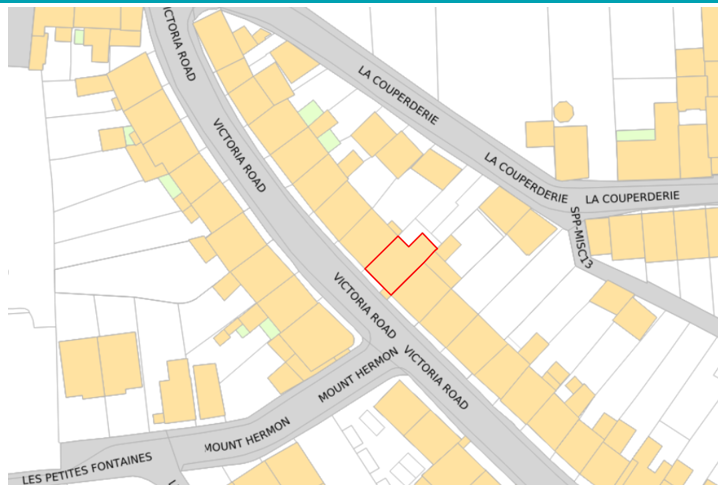 VICTORIA ROAD
LA COUPERDERIE
VICTORIA ROAD
LA COUPERDERIE
LA COUPERDERIE
SPP-MISC13
VICTORIA ROAD
VICTORIA ROAD
MOUNT HERMON
MOUNT HERMON
LES PETITES FONTAINES